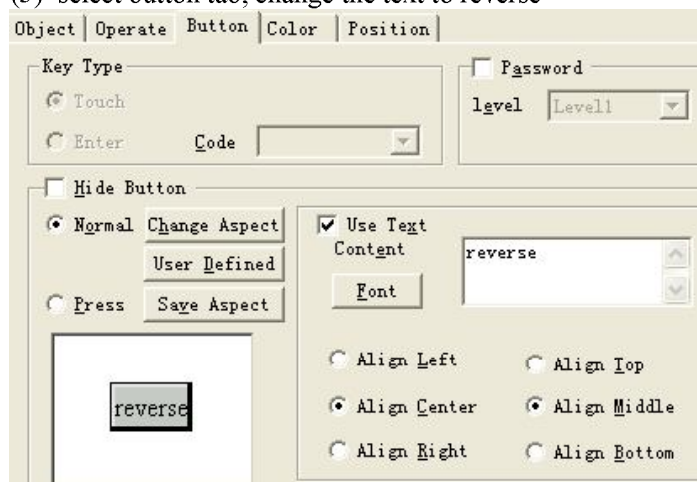 (3) select button tab, change the text to reverse
Object Operate Button Color Position
Key Type
Password
Touch
level Level1
Enter Code
Hide Button
Normal Change Aspect
Use Text
Content
reverse
User Defined
Font
Press Save Aspect
Align Left Align Top
reverse
Align Center Align Middle
Align Right Align Bottom